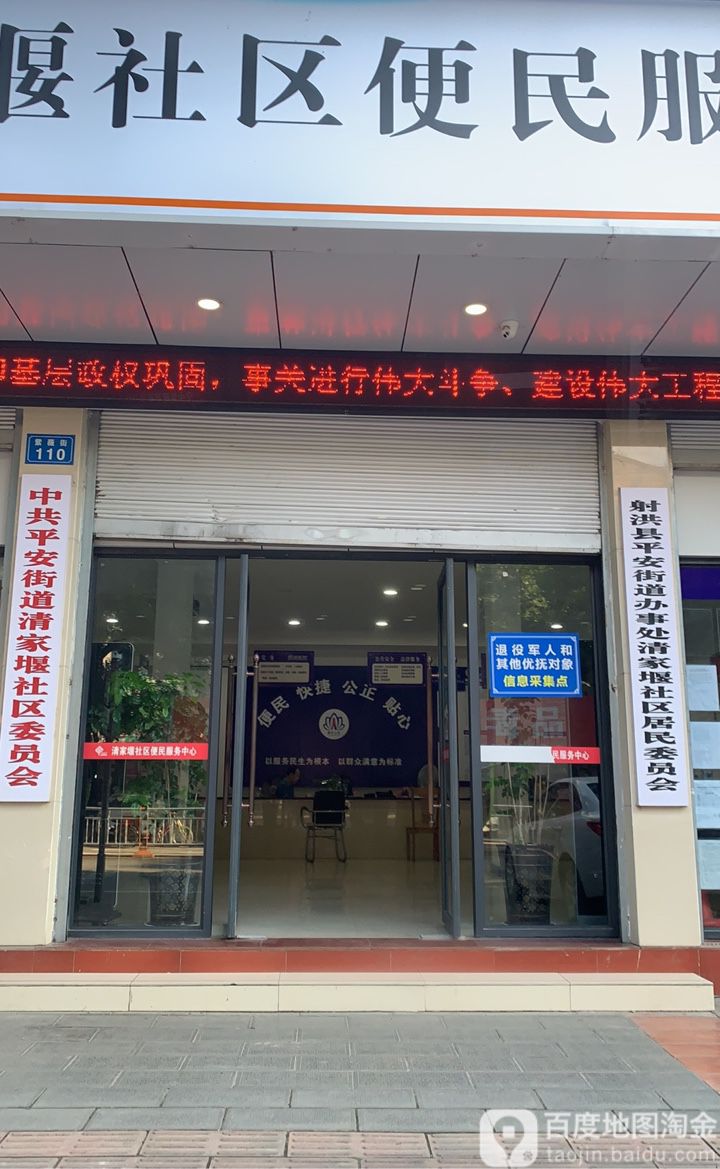 堰社区便民服
基层政权巩固，事关进行伟大斗争、建设伟大工程
紫薇街
110
中共平安街道清家堰社区委员会
射洪县平安街道办事处清家堰社区居民委员会
退役军人和
其他优抚对象
信息采集点
便民 快捷 公正 贴心
以服务民生为根本 以群众满意为标准
清家堰社区便民服务中心
民服务中心
百度地图淘金
taojin.baidu.com